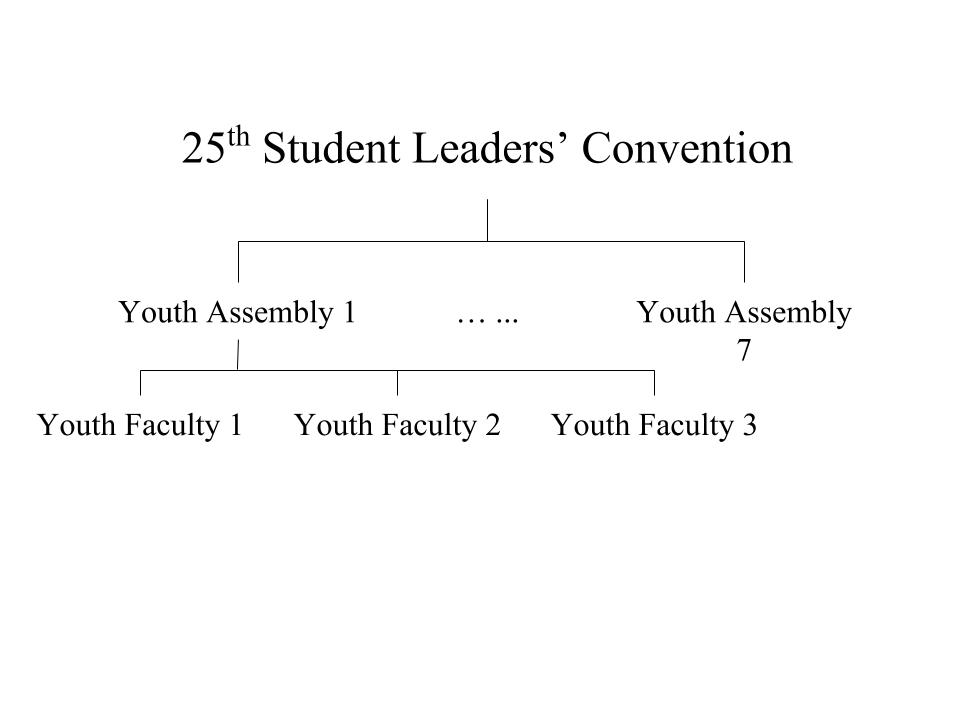 25th Student Leaders’ Convention
Youth Assembly 1 … ... Youth Assembly
7
Youth Faculty 1 Youth Faculty 2 Youth Faculty 3